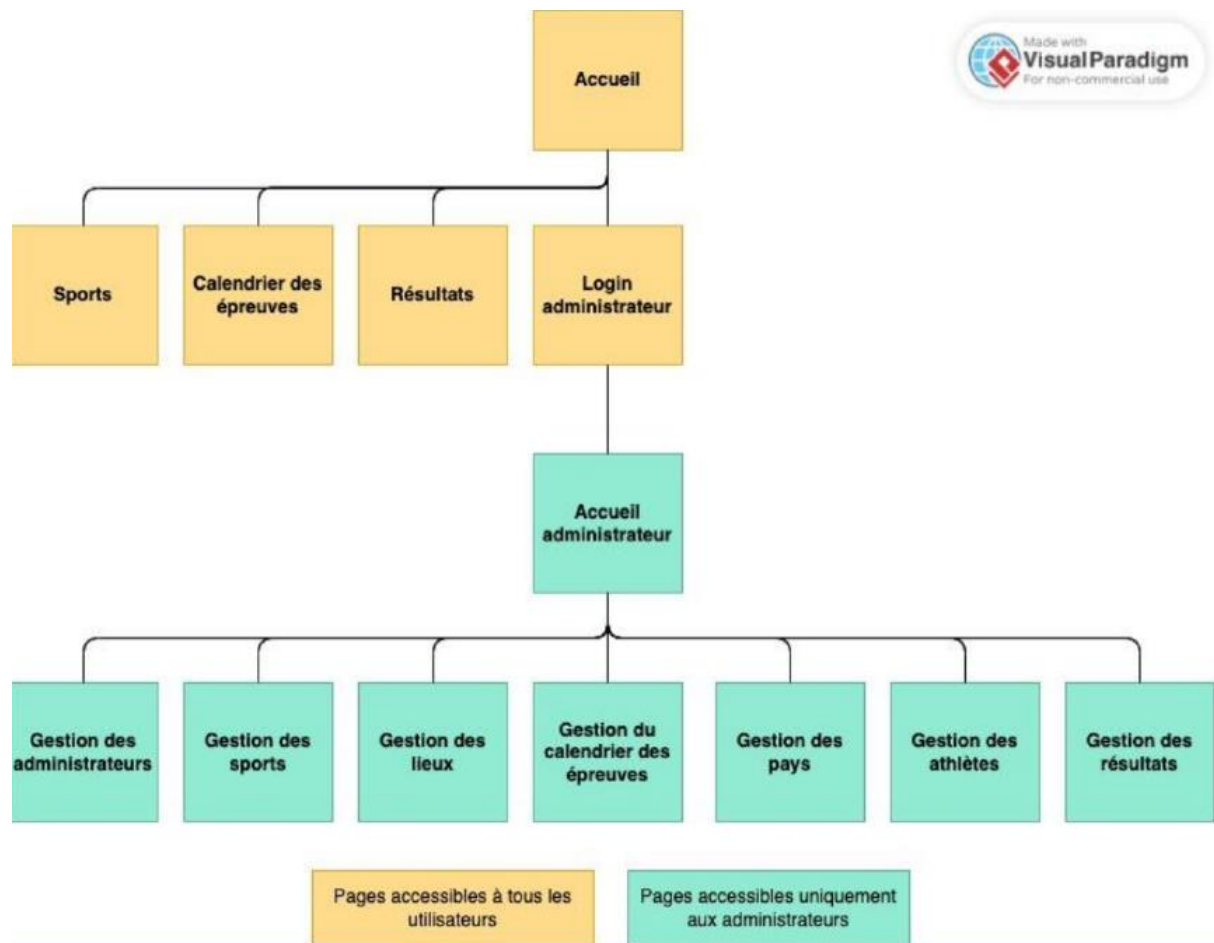 Made with
VisualParadigm
For non-commercial use
Accueil
Sports
Calendrier des
épreuves
Résultats
Login
administrateur
Accueil
administrateur
Gestion des
administrateurs
Gestion des
sports
Gestion des
lieux
Gestion du
calendrier des
épreuves
Gestion des
pays
Gestion des
athlètes
Gestion des
résultats
Pages accessibles à tous les
utilisateurs
Pages accessibles uniquement
aux administrateurs